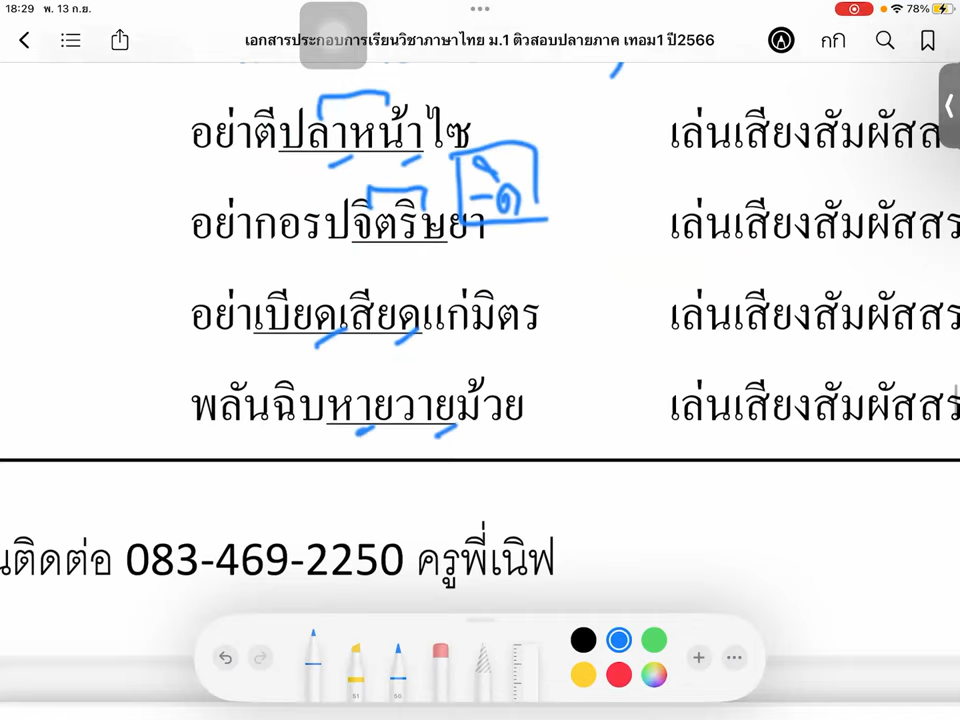 18:29 พ. 13 ก.ย. 78%
เอกสารประกอบการเรียนวิชาภาษาไทย ม.1 ติวสอบปลายภาค เทอม1 ปี2566
กกา
อย่าตีปลาหน้าไซ เล่นเสียงสัมผัสส
◌ิด
อย่ากอรปจิตริษยา เล่นเสียงสัมผัสสร
อย่าเบียดเสียดแก่มิตร เล่นเสียงสัมผัสสร
พลันฉิบหายวายม้วย เล่นเสียงสัมผัสสร
นติดต่อ 083-469-2250 ครูพี่เนิฟ
51 50